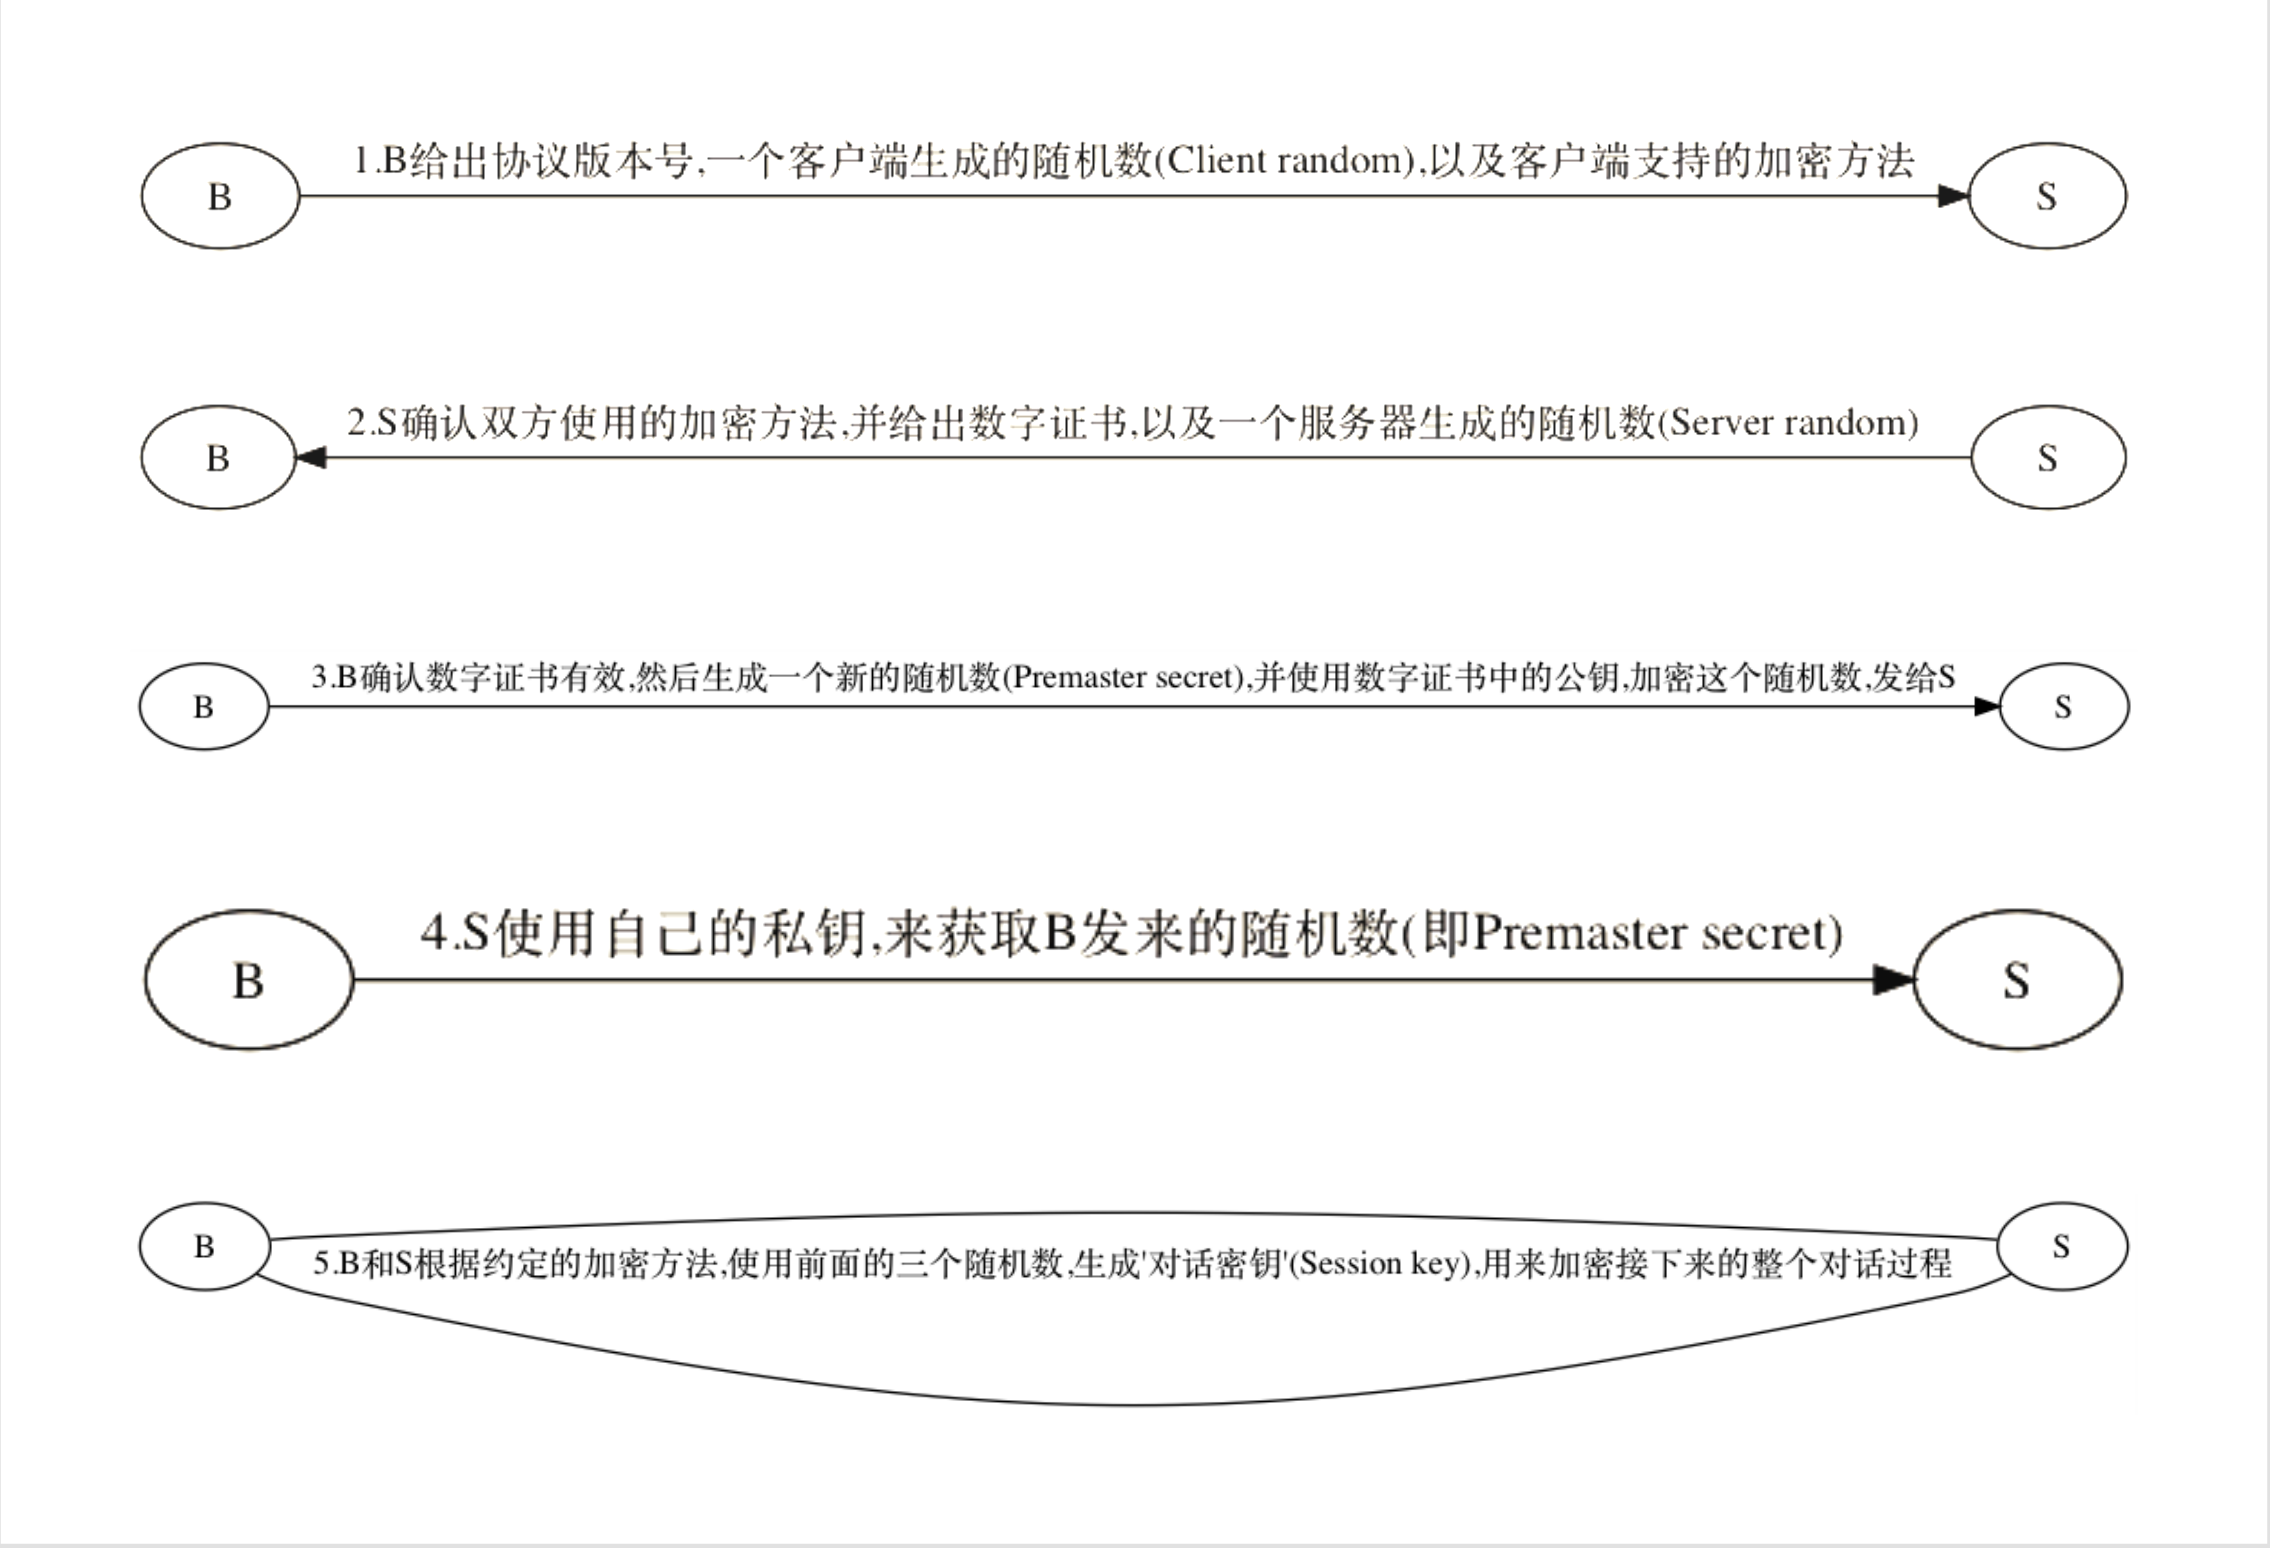 1.B给出协议版本号,一个客户端生成的随机数(Client random),以及客户端支持的加密方法
B
S
2.S确认双方使用的加密方法,并给出数字证书,以及一个服务器生成的随机数(Server random)
B
S
3.B确认数字证书有效,然后生成一个新的随机数(Premaster secret),并使用数字证书中的公钥,加密这个随机数,发给S
B
S
4.S使用自己的私钥,来获取B发来的随机数(即Premaster secret)
B
S
B
S
5.B和S根据约定的加密方法,使用前面的三个随机数,生成'对话密钥'(Session key),用来加密接下来的整个对话过程